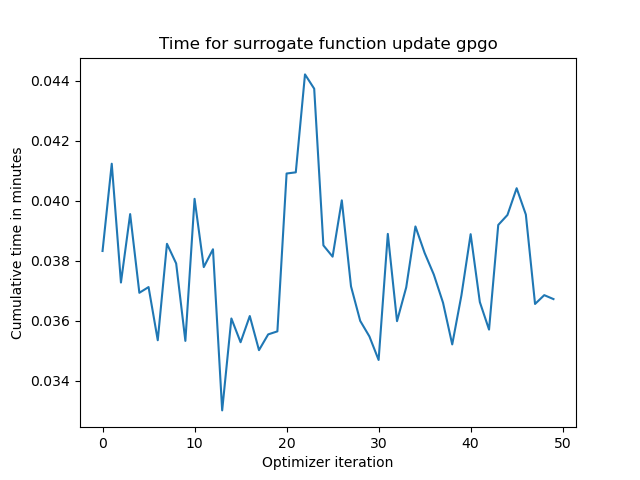 Time for surrogate function update gpgo
Cumulative time in minutes
0.044
0.042
0.040
0.038
0.036
0.034
0 10 20 30 40 50
Optimizer iteration